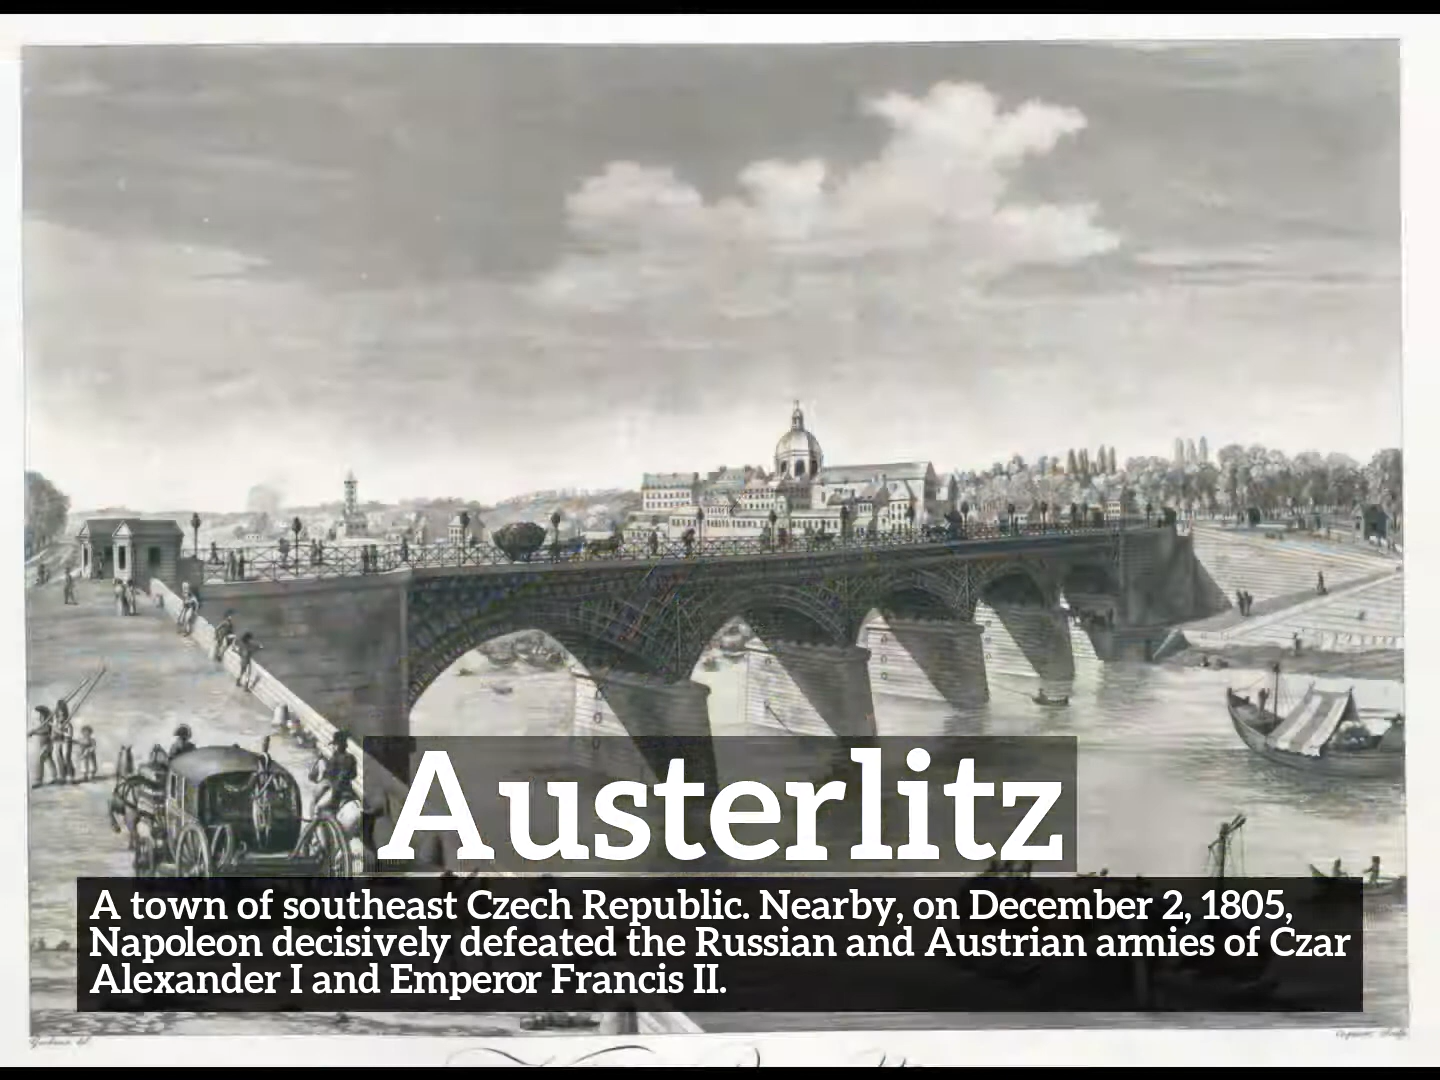 Austerlitz
A town of southeast Czech Republic. Nearby, on December 2, 1805,
Napoleon decisively defeated the Russian and Austrian armies of Czar
Alexander I and Emperor Francis II.